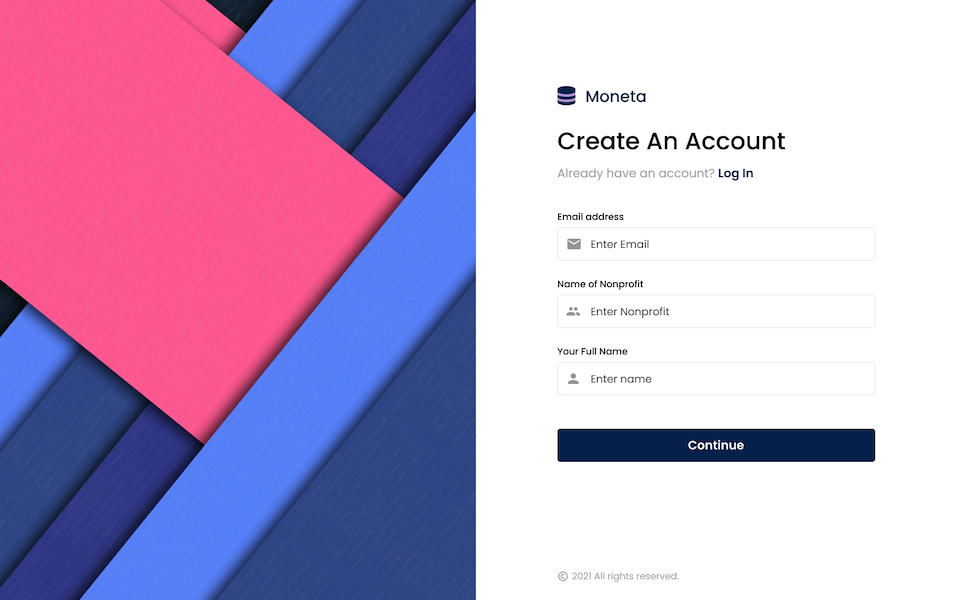 Moneta
Create An Account
Already have an account? Log In
Email address
Enter Email
Name of Nonprofit
Enter Nonprofit
Your Full Name
Enter name
Continue
© 2021 All rights reserved.